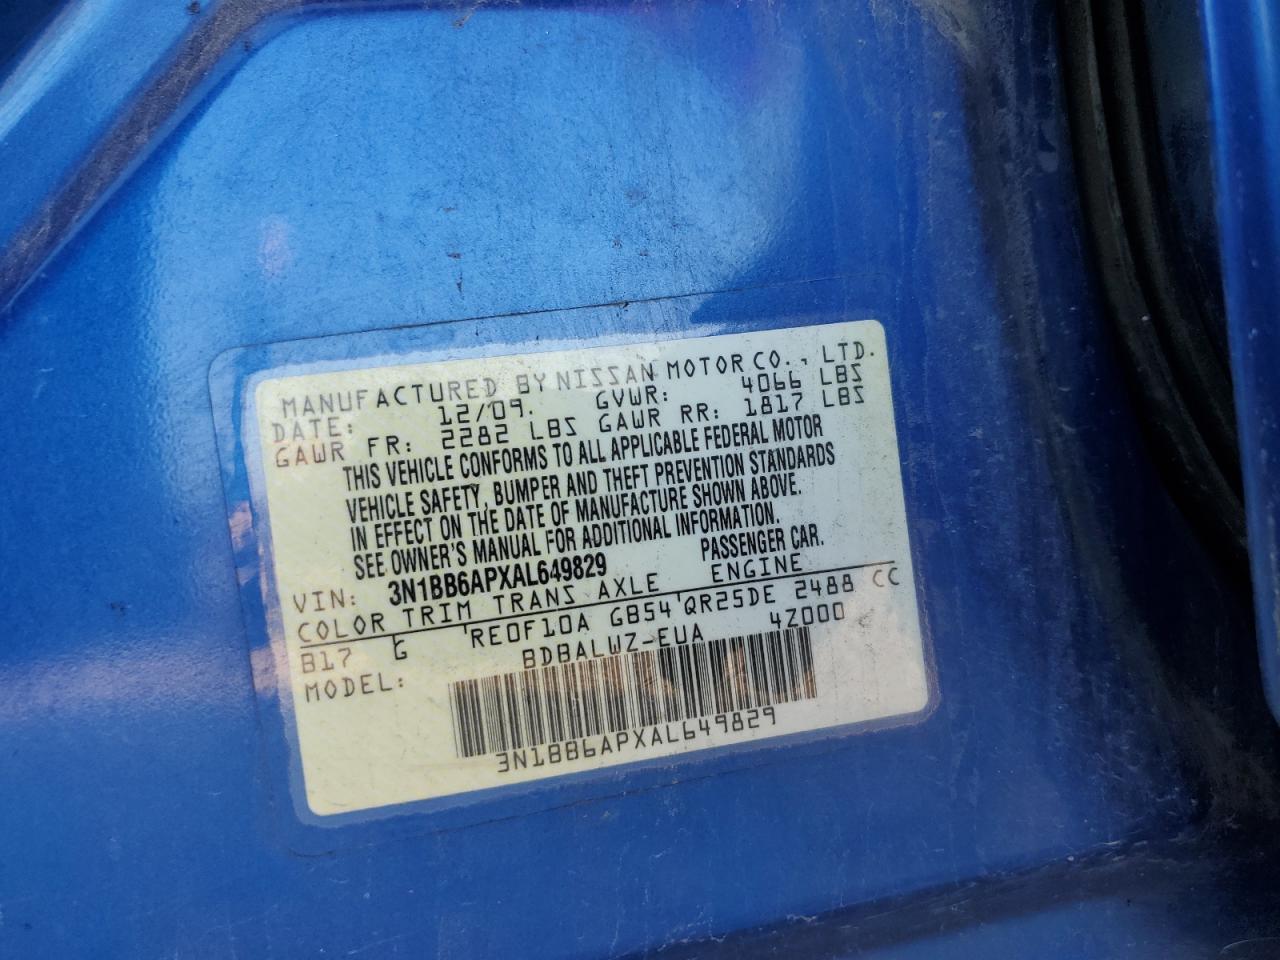 MANUFACTURED BY NISSAN MOTOR CO., LTD.
DATE: 12/09. GVWR: 4066 LBS
GAWR FR: 2282 LBS GAWR RR: 1817 LBS
THIS VEHICLE CONFORMS TO ALL APPLICABLE FEDERAL MOTOR
VEHICLE SAFETY, BUMPER AND THEFT PREVENTION STANDARDS
IN EFFECT ON THE DATE OF MANUFACTURE SHOWN ABOVE.
SEE OWNER'S MANUAL FOR ADDITIONAL INFORMATION.
VIN: 3N1BB6APXAL649829 PASSENGER CAR.
COLOR TRIM TRANS AXLE ENGINE
B17 G RE0F10A GB54 QR25DE 2488 CC
MODEL: BDBALWZ-EUA 4Z000
3N1BB6APXAL649829